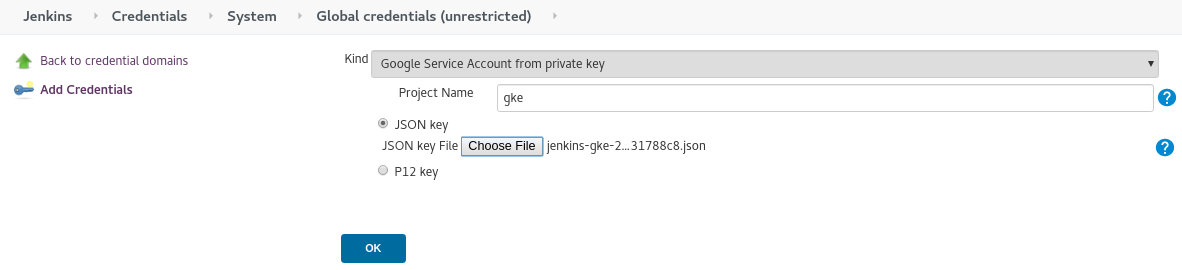 Jenkins Credentials System Global credentials (unrestricted)
Back to credential domains
Add Credentials
Kind Google Service Account from private key
Project Name gke
JSON key
JSON key File Choose File jenkins-gke-2...31788c8.json
P12 key
OK